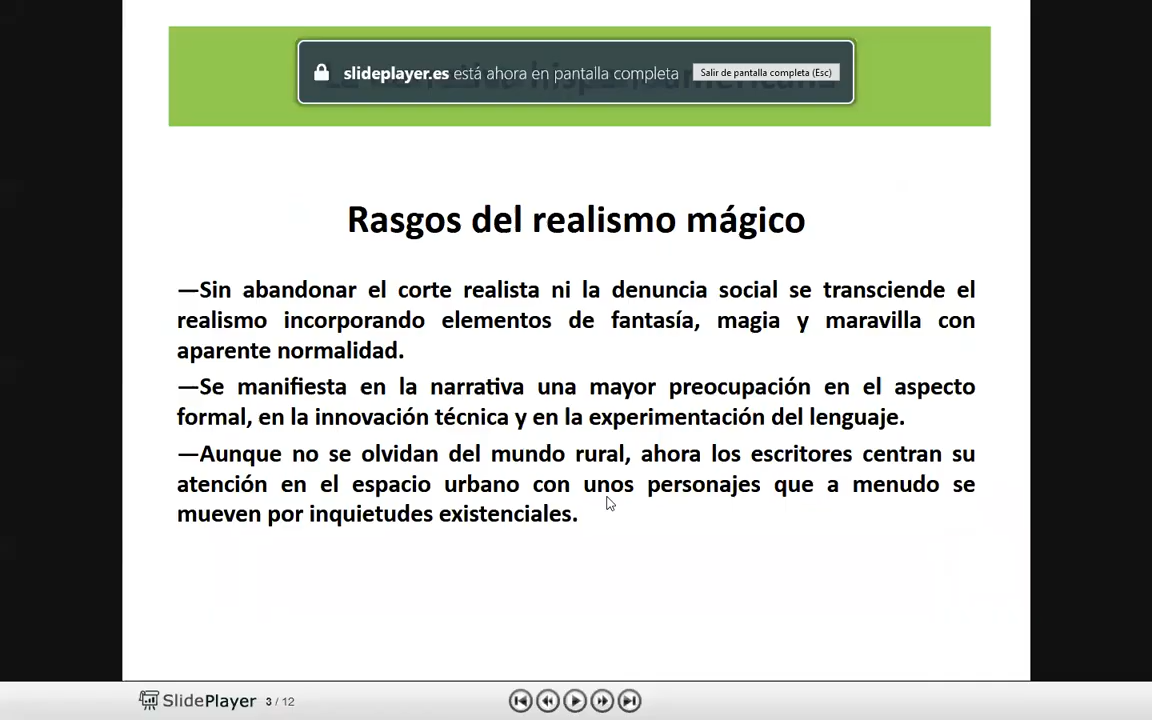 slideplayer.es está ahora en pantalla completa Salir de pantalla completa (Esc)
Rasgos del realismo mágico
—Sin abandonar el corte realista ni la denuncia social se transciende el
realismo incorporando elementos de fantasía, magia y maravilla con
aparente normalidad.
—Se manifiesta en la narrativa una mayor preocupación en el aspecto
formal, en la innovación técnica y en la experimentación del lenguaje.
—Aunque no se olvidan del mundo rural, ahora los escritores centran su
atención en el espacio urbano con unos personajes que a menudo se
mueven por inquietudes existenciales.
SlidePlayer 3 / 12